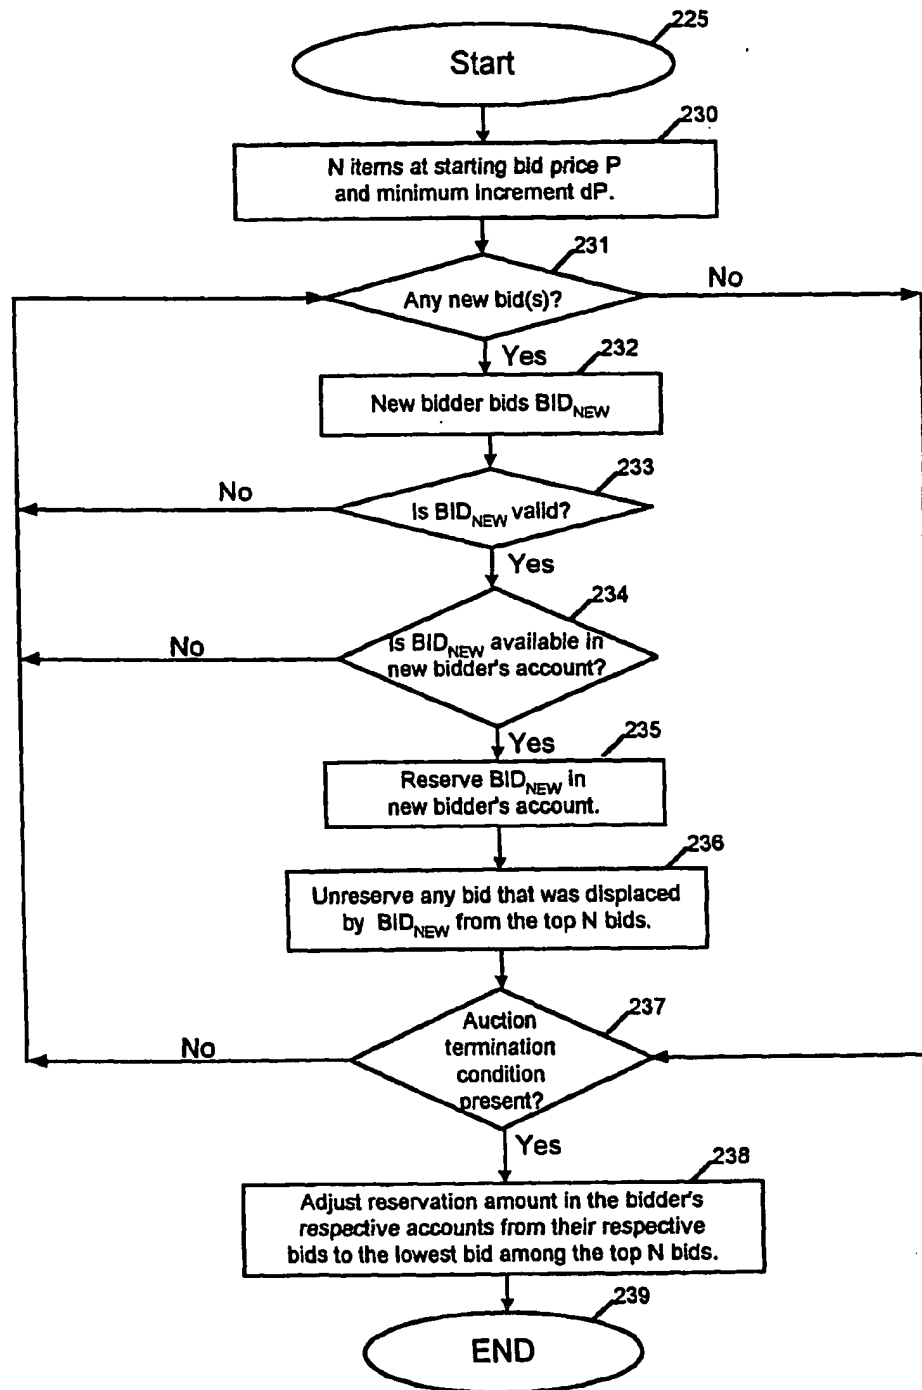 225
Start
230
N items at starting bid price P
and minimum increment dP.
231
No
Any new bid(s)?
Yes
232
New bidder bids BIDNEW
233
No
Is BIDNEW valid?
Yes
234
No
Is BIDNEW available in
new bidder's account?
Yes
235
Reserve BIDNEW in
new bidder's account.
236
Unreserve any bid that was displaced
by BIDNEW from the top N bids.
237
No
Auction
termination
condition
present?
Yes
238
Adjust reservation amount in the bidder's
respective accounts from their respective
bids to the lowest bid among the top N bids.
239
END